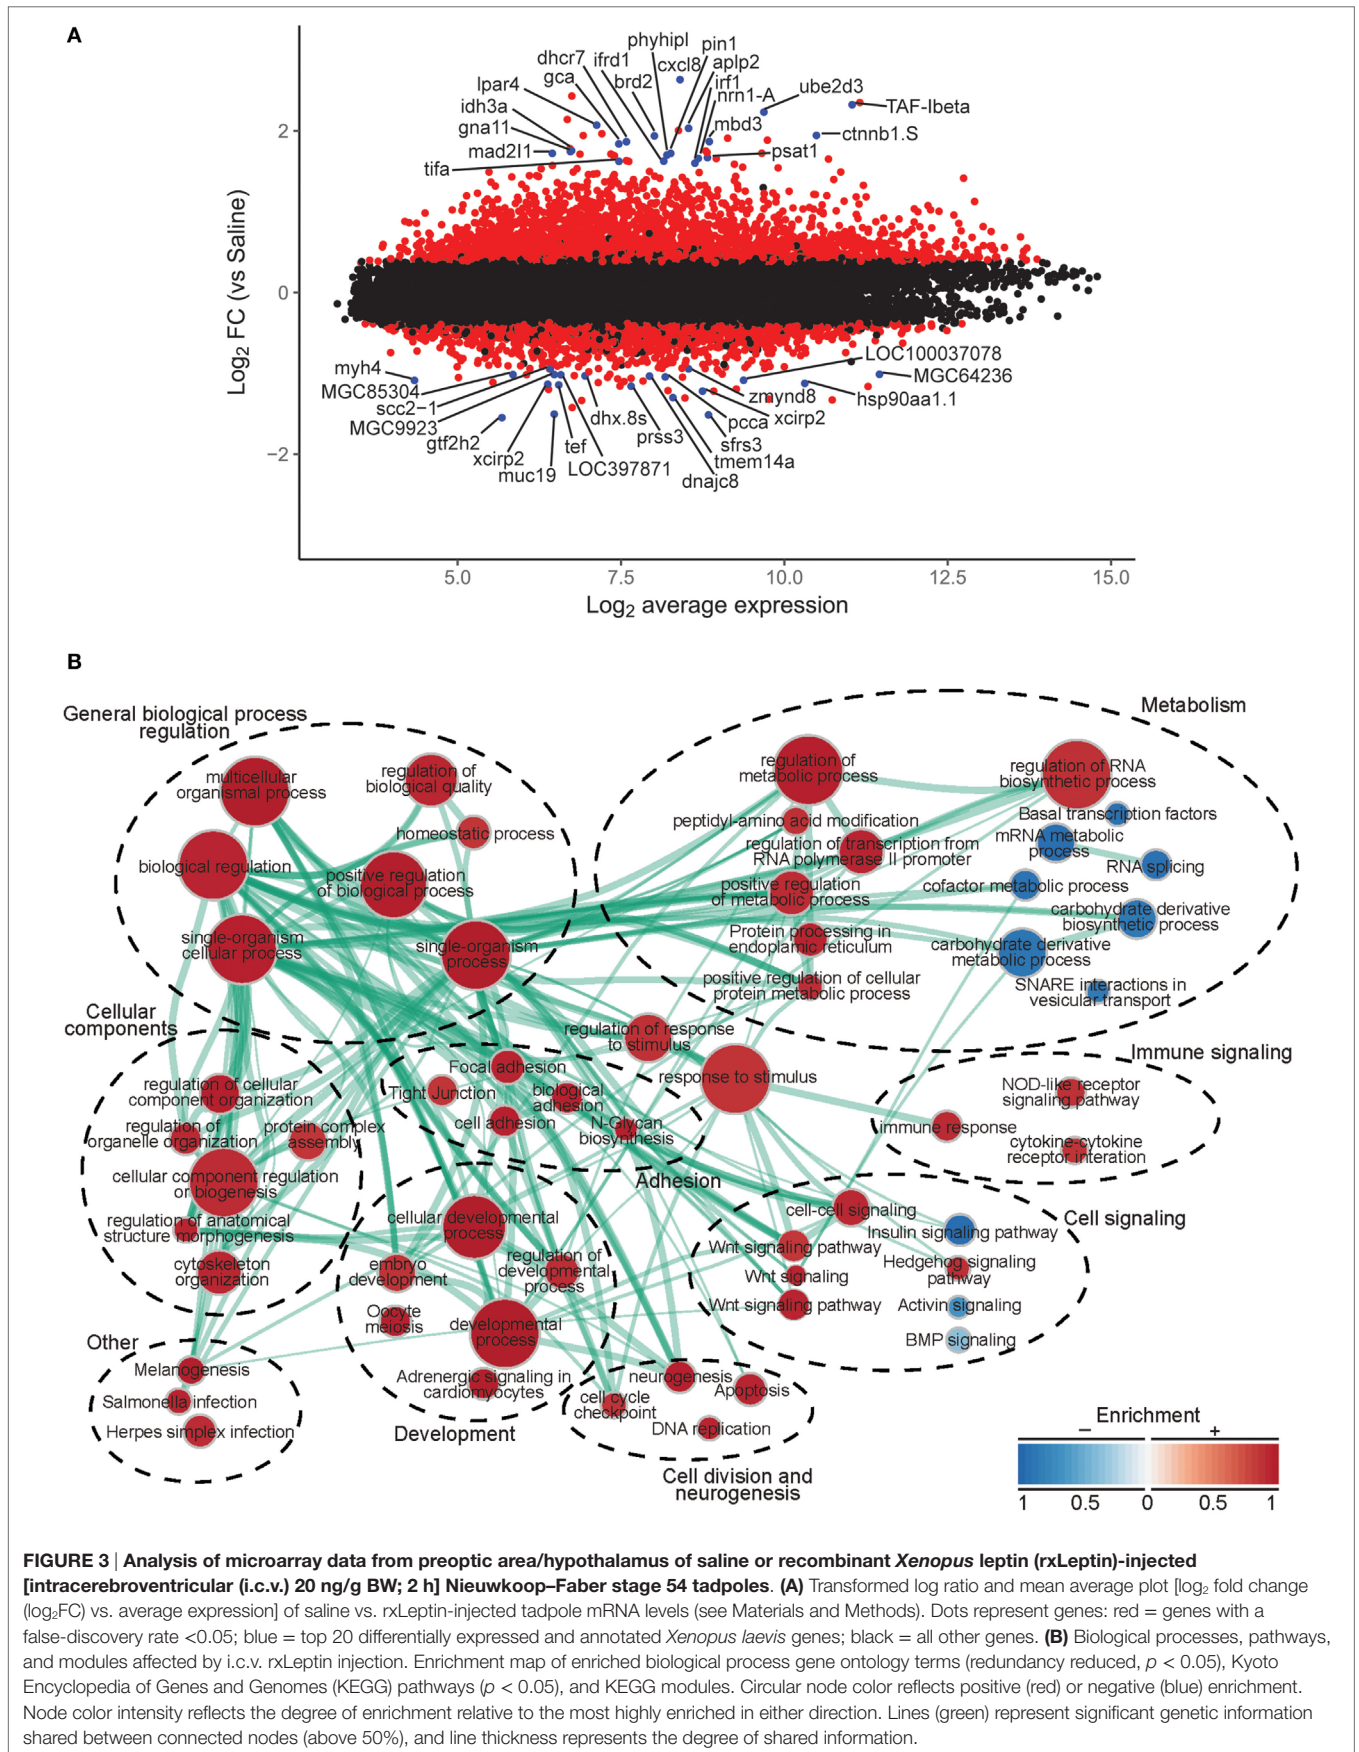 A
phyhipl
pin1
dhcr7 ifrd1
cxcl8 aplp2
gca brd2 irf1
lpar4 nrn1-A ube2d3
idh3a TAF-Ibeta
gna11 mbd3 ctnnb1.S
mad2l1 psat1
tifa
2
0
−2
Log2 FC (vs Saline)
LOC100037078
myh4 MGC64236
MGC85304 zmynd8 hsp90aa1.1
scc2−1 dhx.8s xcirp2
MGC9923 pcca
gtf2h2 prss3 sfrs3
xcirp2 tef tmem14a
muc19 LOC397871
dnajc8
5.0 7.5 10.0 12.5 15.0
Log2 average expression
B
General biological process
regulation
Metabolism
multicellular
organismal process
regulation of
biological quality
homeostatic process
biological regulation
positive regulation
of biological process
single-organism
cellular process
single-organism
process
regulation of
metabolic process
regulation of RNA
biosynthetic process
peptidyl-amino acid modification
Basal transcription factors
regulation of transcription from
RNA polymerase II promoter
mRNA metabolic
process
RNA splicing
positive regulation
of metabolic process
cofactor metabolic process
carbohydrate derivative
biosynthetic process
Protein processing in
endoplamic reticulum
carbohydrate derivative
metabolic process
positive regulation of cellular
protein metabolic process
SNARE interactions in
vesicular transport
Cellular
components
regulation of response
to stimulus
response to stimulus
Immune signaling
Focal adhesion
Tight Junction
biological
adhesion
cell adhesion
N-Glycan
biosynthesis
Adhesion
NOD-like receptor
signaling pathway
immune response
cytokine-cytokine
receptor interation
regulation of cellular
component organization
regulation of
organelle organization
protein complex
assembly
cellular component regulation
or biogenesis
regulation of anatomical
structure morphogenesis
cytoskeleton
organization
cellular developmental
process
embryo
development
regulation of
developmental
process
Oocyte
meiosis
developmental
process
Adrenergic signaling in
cardiomyocytes
Development
cell-cell signaling
Cell signaling
Insulin signaling pathway
Wnt signaling pathway
Hedgehog signaling
pathway
Wnt signaling
Wnt signaling pathway
Activin signaling
BMP signaling
Other
Melanogenesis
Salmonella infection
Herpes simplex infection
neurogenesis
Apoptosis
cell cycle
checkpoint
DNA replication
Cell division and
neurogenesis
Enrichment
− +
1 0.5 0 0.5 1
FIGURE 3 | Analysis of microarray data from preoptic area/hypothalamus of saline or recombinant Xenopus leptin (rxLeptin)-injected
[intracerebroventricular (i.c.v.) 20 ng/g BW; 2 h] Nieuwkoop–Faber stage 54 tadpoles. (A) Transformed log ratio and mean average plot [log2 fold change
(log2FC) vs. average expression] of saline vs. rxLeptin-injected tadpole mRNA levels (see Materials and Methods). Dots represent genes: red = genes with a
false-discovery rate <0.05; blue = top 20 differentially expressed and annotated Xenopus laevis genes; black = all other genes. (B) Biological processes, pathways,
and modules affected by i.c.v. rxLeptin injection. Enrichment map of enriched biological process gene ontology terms (redundancy reduced, p < 0.05), Kyoto
Encyclopedia of Genes and Genomes (KEGG) pathways (p < 0.05), and KEGG modules. Circular node color reflects positive (red) or negative (blue) enrichment.
Node color intensity reflects the degree of enrichment relative to the most highly enriched in either direction. Lines (green) represent significant genetic information
shared between connected nodes (above 50%), and line thickness represents the degree of shared information.